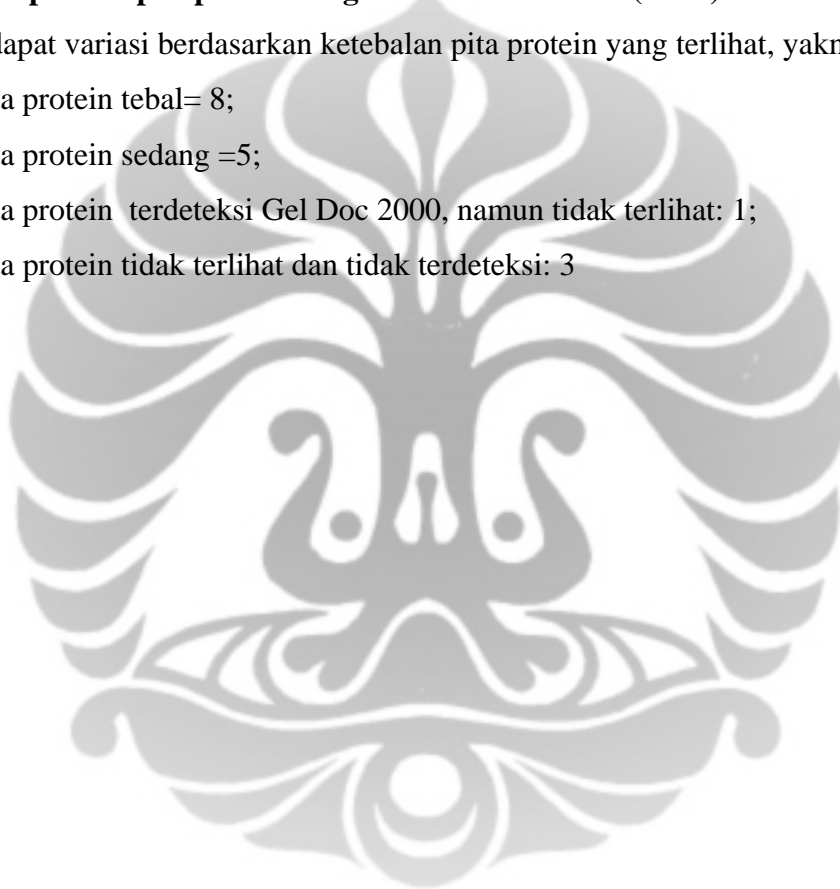 dapat variasi berdasarkan ketebalan pita protein yang terlihat, yakn
a protein tebal= 8;
a protein sedang =5;
a protein  terdeteksi Gel Doc 2000, namun tidak terlihat: 1;
a protein tidak terlihat dan tidak terdeteksi: 3